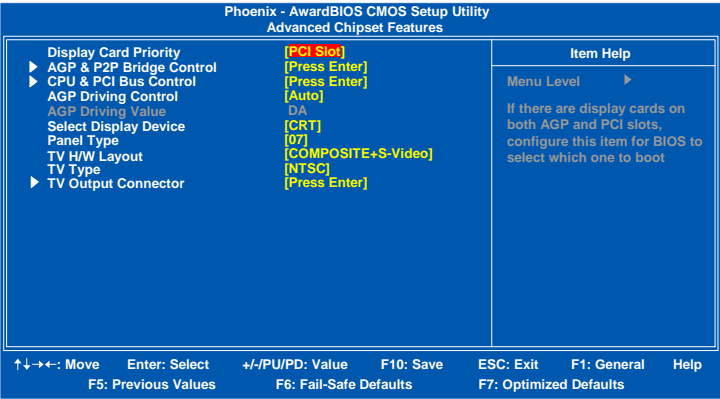 Phoenix - AwardBIOS CMOS Setup Utility
Advanced Chipset Features
Display Card Priority [PCI Slot]
AGP & P2P Bridge Control [Press Enter]
CPU & PCI Bus Control [Press Enter]
AGP Driving Control [Auto]
AGP Driving Value DA
Select Display Device [CRT]
Panel Type [07]
TV H/W Layout [COMPOSITE+S-Video]
TV Type [NTSC]
TV Output Connector [Press Enter]
Item Help
Menu Level
If there are display cards on
both AGP and PCI slots,
configure this item for BIOS to
select which one to boot
↑↓→←: Move Enter: Select +/-/PU/PD: Value F10: Save ESC: Exit F1: General Help
F5: Previous Values F6: Fail-Safe Defaults F7: Optimized Defaults